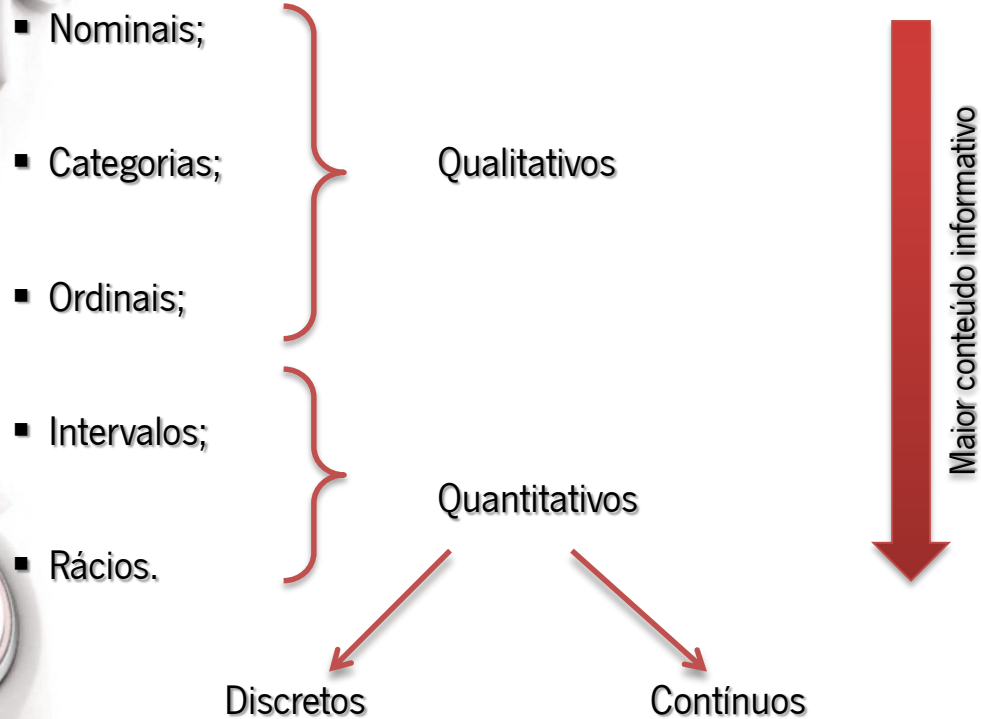 ▪ Nominais;
▪ Categorias;
Qualitativos
▪ Ordinais;
▪ Intervalos;
Quantitativos
▪ Rácios.
Discretos
Contínuos
Maior conteúdo informativo